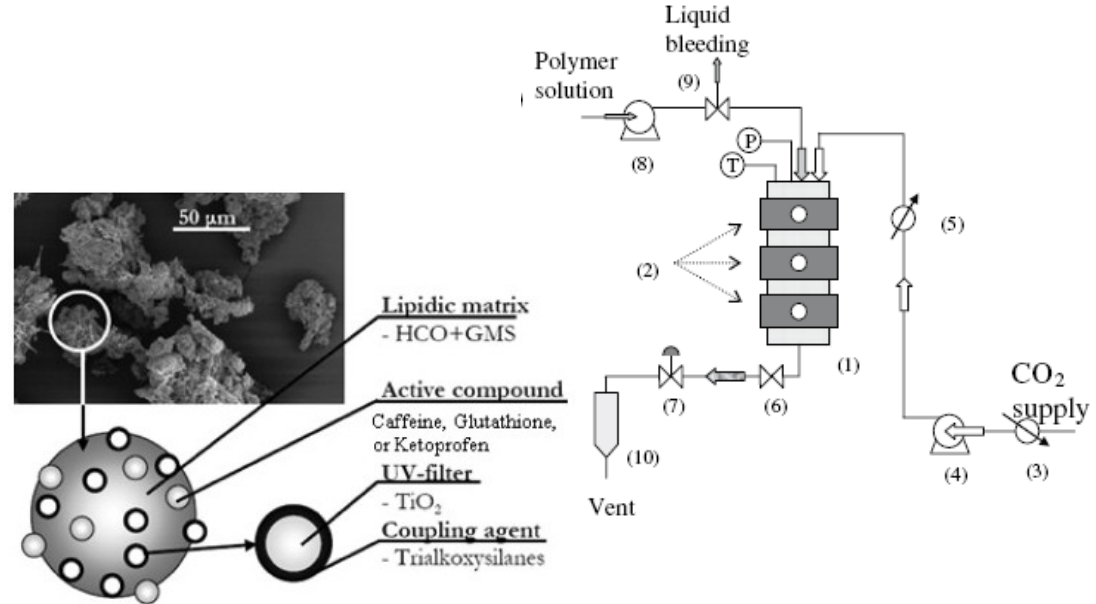 50 μm
Lipidic matrix
- HCO+GMS
Active compound
Caffeine, Glutathione,
or Ketoprofen
UV-filter
- TiO₂
Coupling agent
- Trialkoxysilanes
Liquid
bleeding
Polymer
solution
(9)
(8)
P
T
(5)
(2)
(1)
CO₂
supply
(7)
(6)
(10)
(4)
(3)
Vent